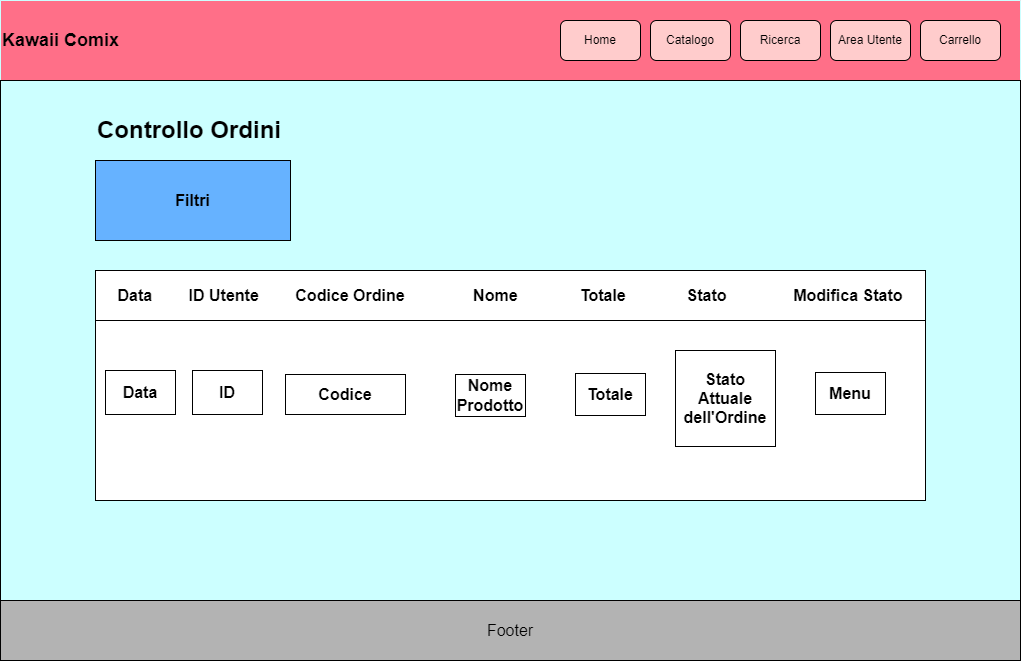 Kawaii Comix
Home
Catalogo
Ricerca
Area Utente
Carrello
Controllo Ordini
Filtri
Data
ID Utente
Codice Ordine
Nome
Totale
Stato
Modifica Stato
Data
ID
Codice
Nome
Prodotto
Totale
Stato
Attuale
dell'Ordine
Menu
Footer